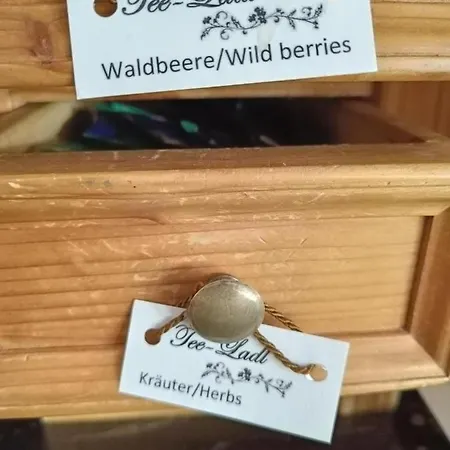 Tee-Ladl
Waldbeere/Wild berries
Tee-Ladl
Kräuter/Herbs